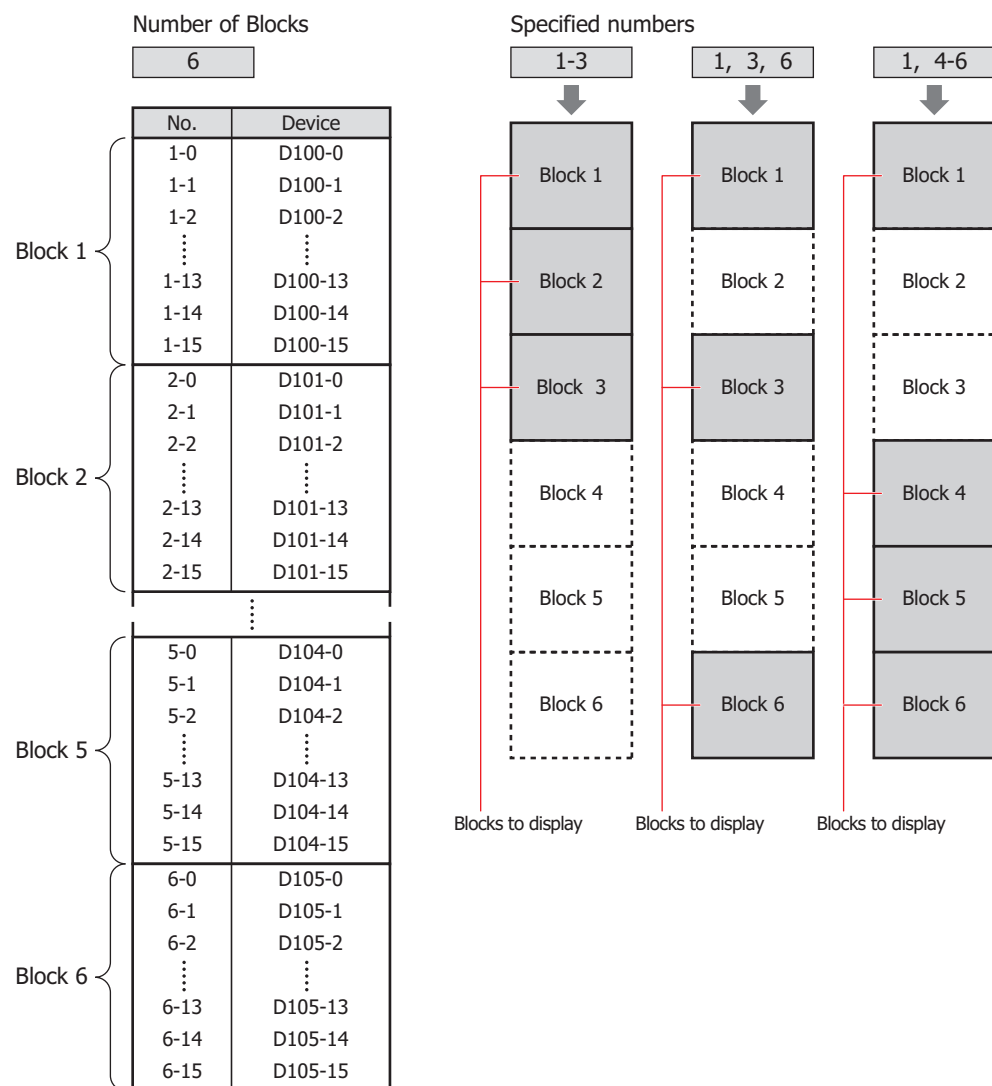 Number of Blocks
6
No. Device
Block 1
1-0 D100-0
1-1 D100-1
1-2 D100-2
1-13 D100-13
1-14 D100-14
1-15 D100-15
Block 2
2-0 D101-0
2-1 D101-1
2-2 D101-2
2-13 D101-13
2-14 D101-14
2-15 D101-15
Block 5
5-0 D104-0
5-1 D104-1
5-2 D104-2
5-13 D104-13
5-14 D104-14
5-15 D104-15
Block 6
6-0 D105-0
6-1 D105-1
6-2 D105-2
6-13 D105-13
6-14 D105-14
6-15 D105-15
Specified numbers
1-3
Block 1
Block 2
Block 3
Block 4
Block 5
Block 6
Blocks to display
1, 3, 6
Block 1
Block 2
Block 3
Block 4
Block 5
Block 6
Blocks to display
1, 4-6
Block 1
Block 2
Block 3
Block 4
Block 5
Block 6
Blocks to display